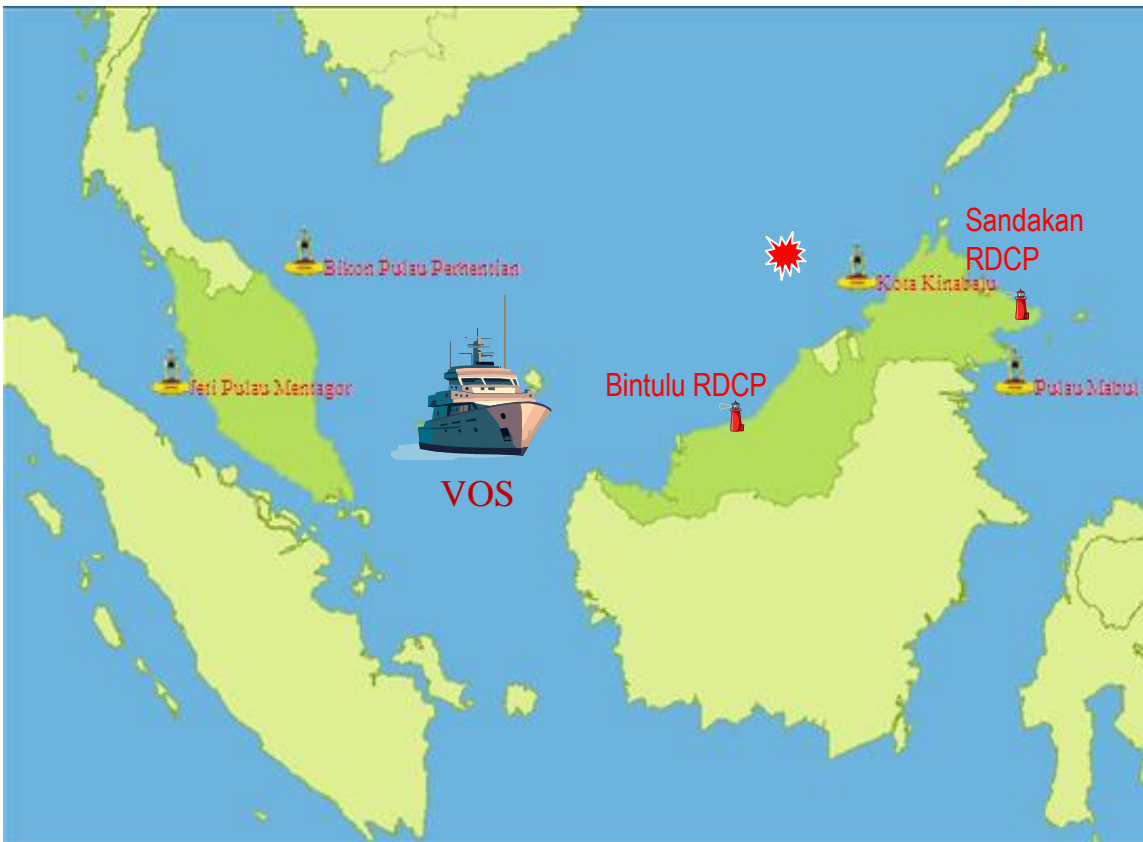 Sandakan
RDCP
Bikon Pulau Perhentian
Kota Kinabalu
Jeti Pulau Mentagor
Bintulu RDCP
Pulau Mabul
VOS